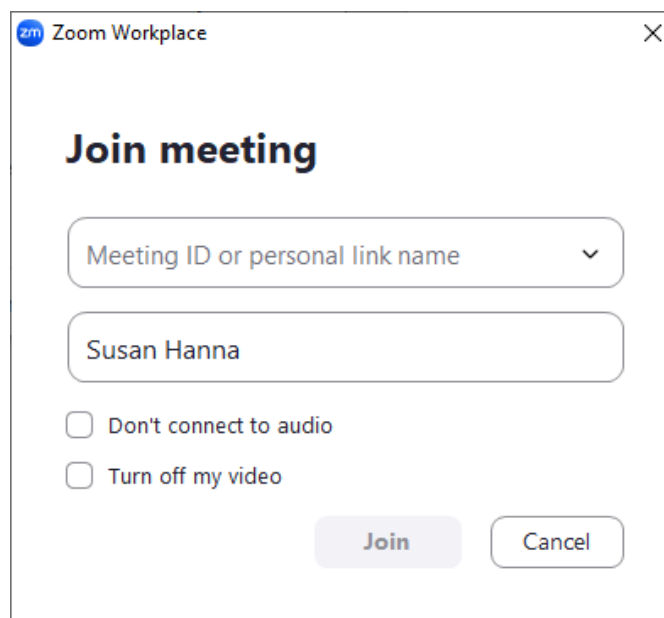 zm Zoom Workplace
Join meeting
Meeting ID or personal link name
Susan Hanna
Don't connect to audio
Turn off my video
Join Cancel